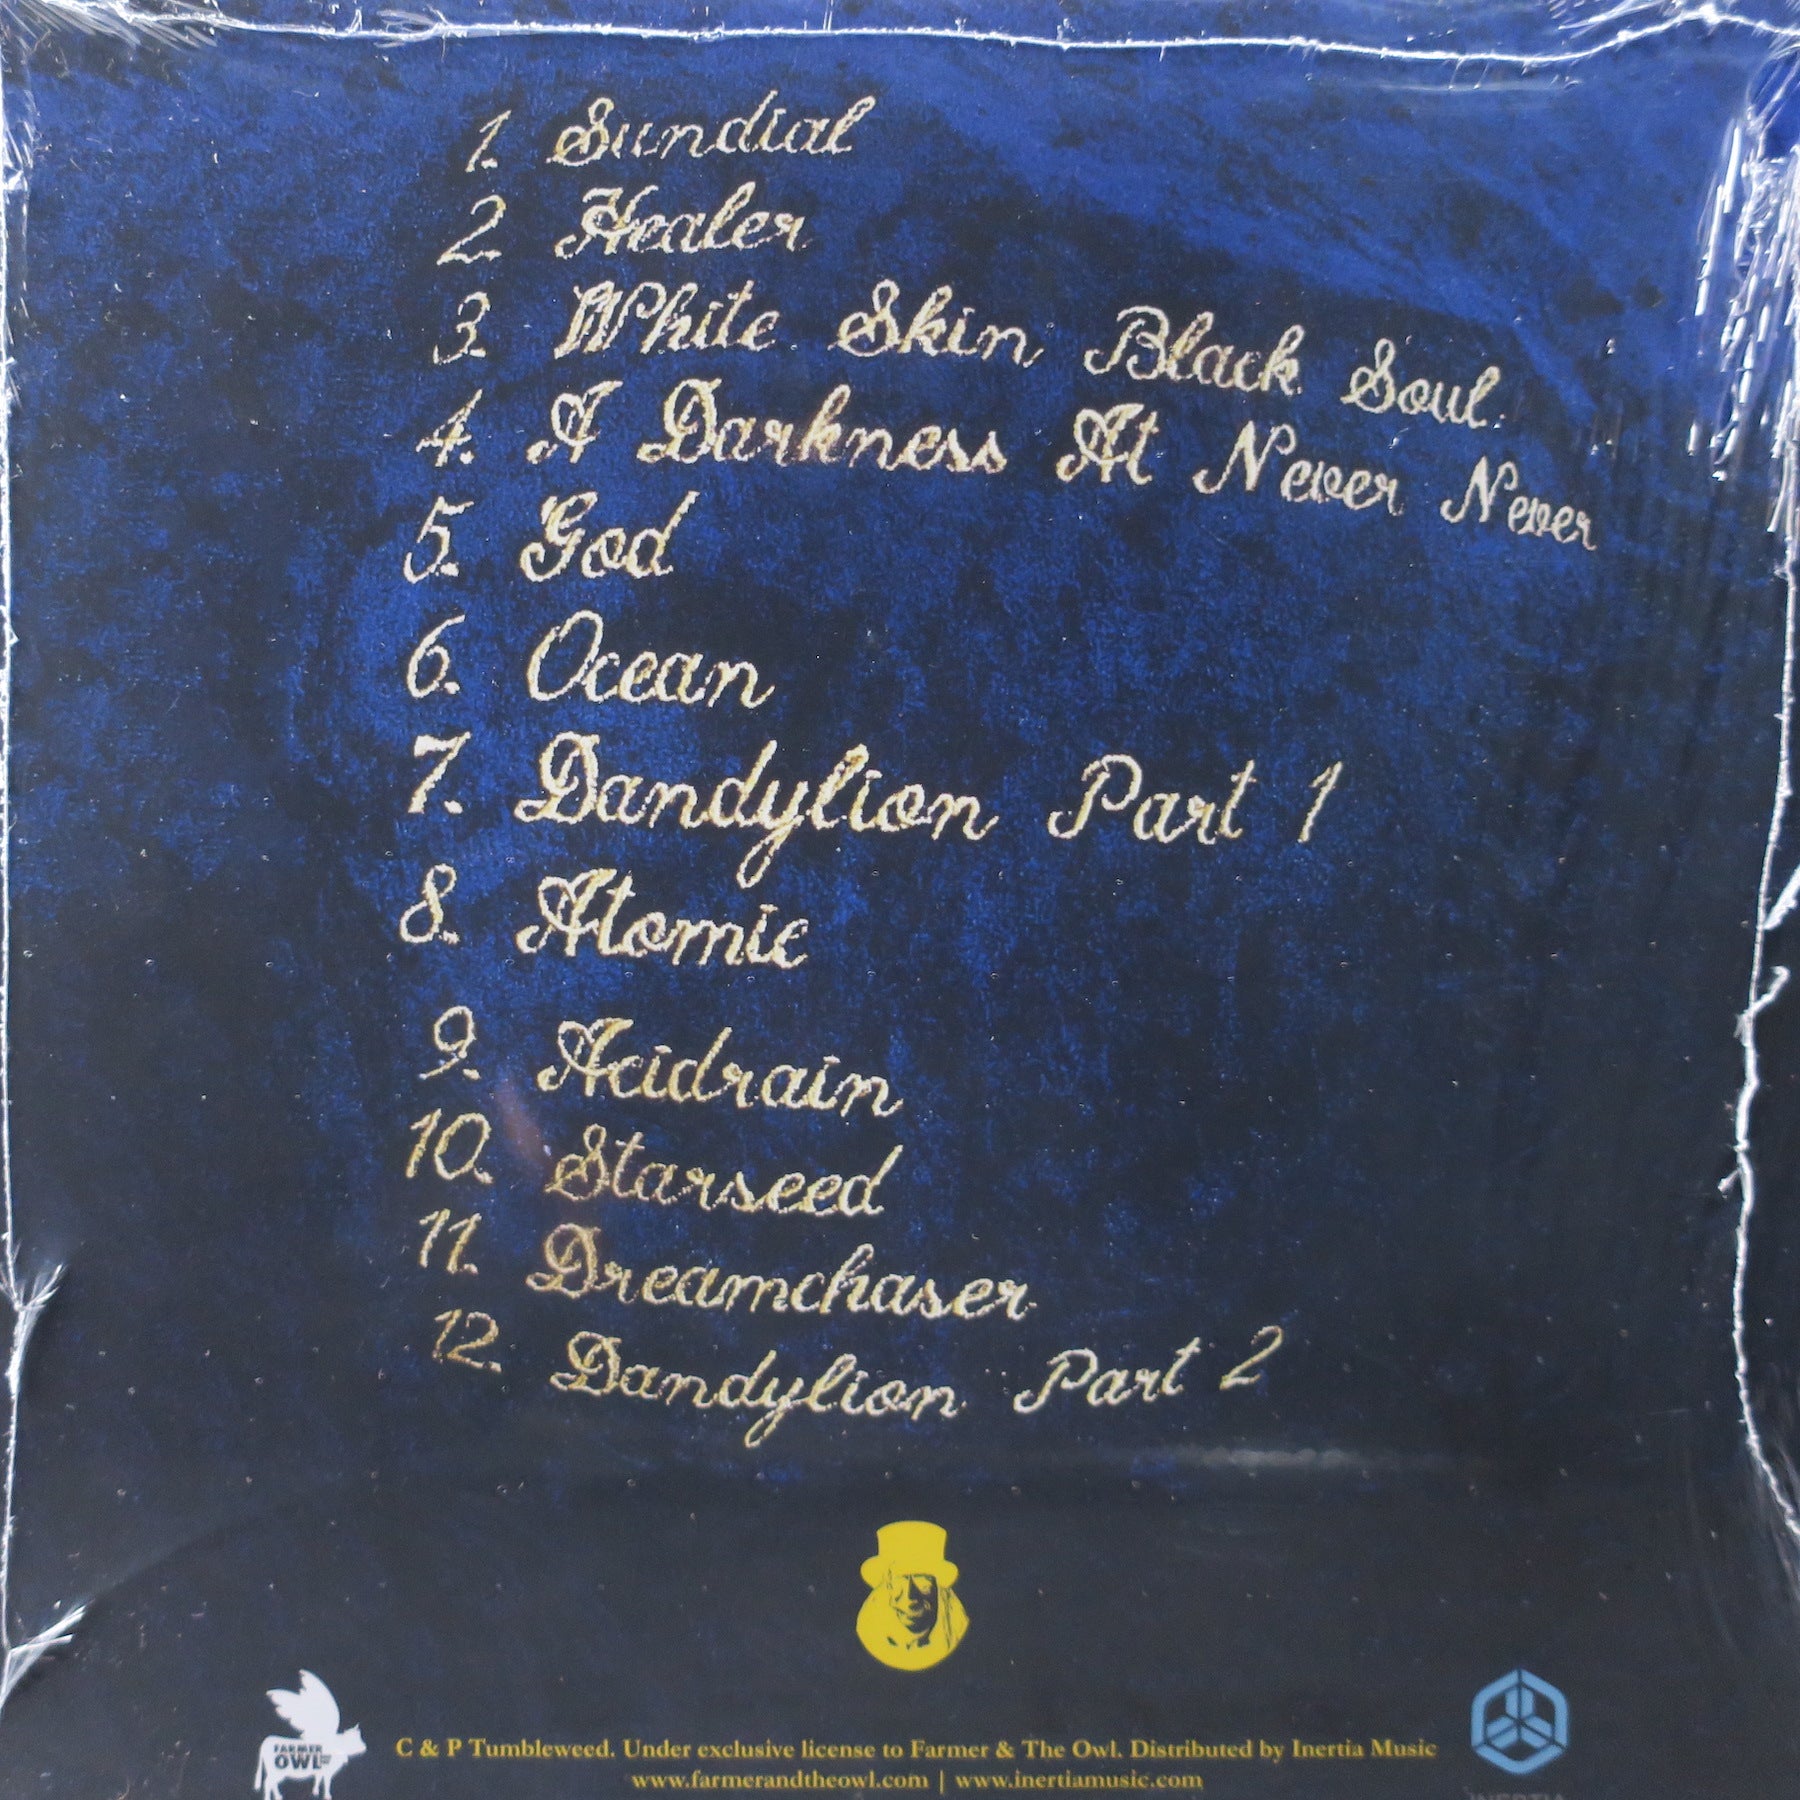 1. Sundial
2. Healer
3. White Skin Black Soul
4. A Darkness At Never Never
5. God
6. Ocean
7. Dandylion Part 1
8. Atomic
9. Acidrain
10. Starseed
11. Dreamchaser
12. Dandylion Part 2
FARMER
OWL
C & P Tumbleweed. Under exclusive license to Farmer & The Owl. Distributed by Inertia Music
www.farmerandtheowl.com | www.inertiamusic.com